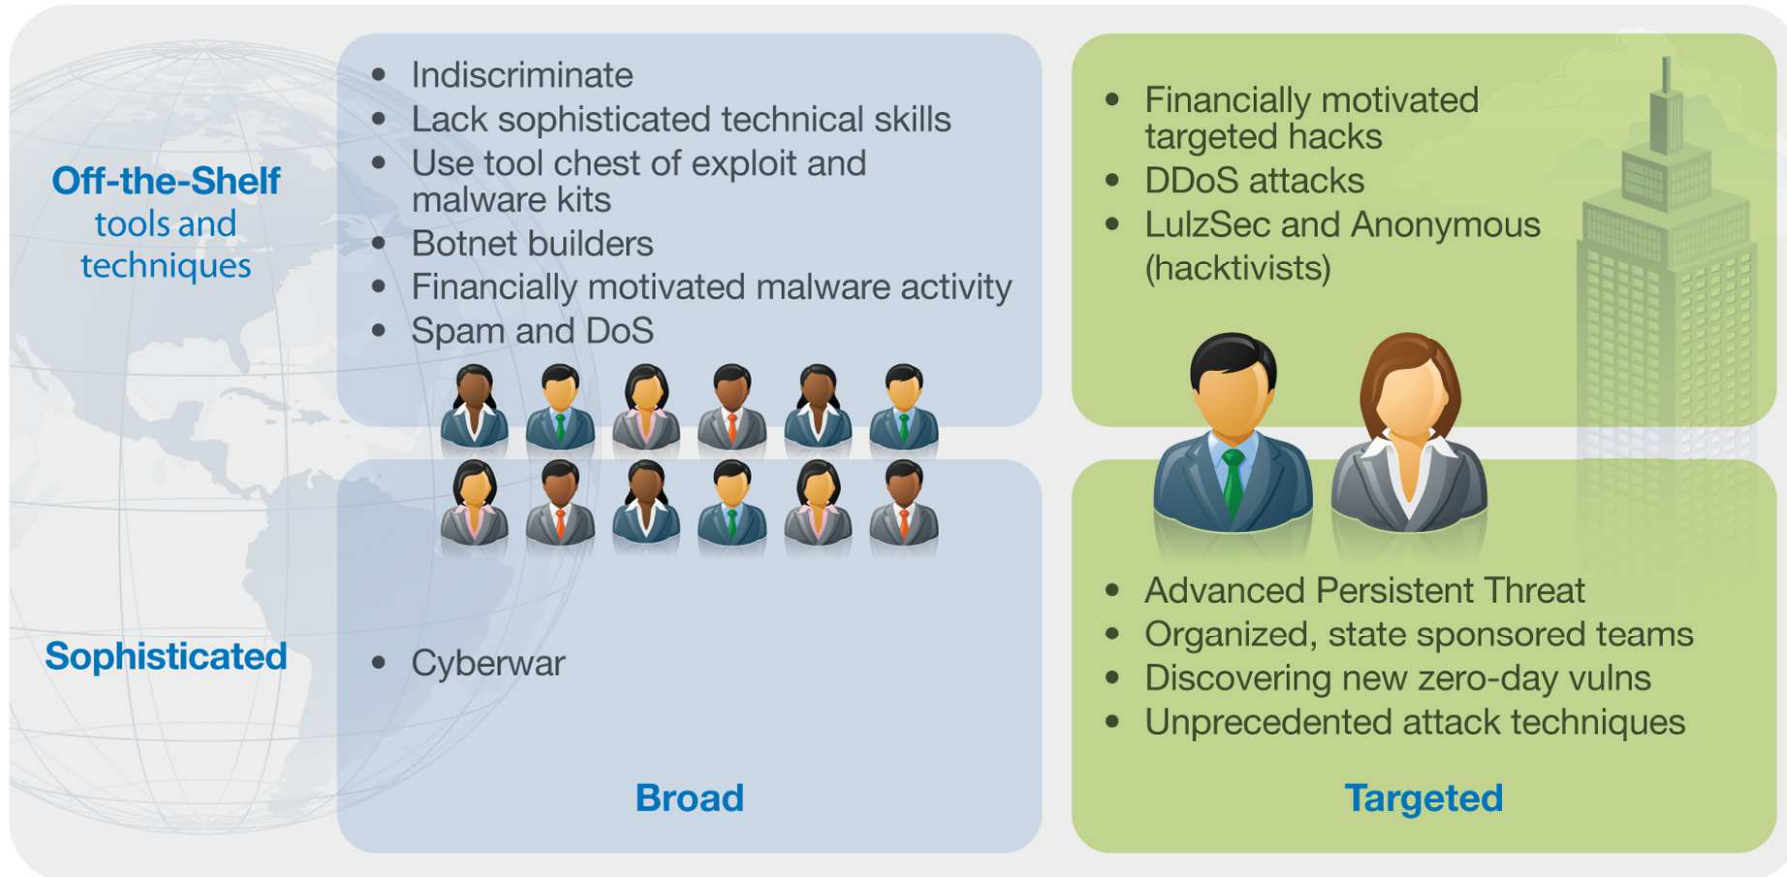 Off-the-Shelf
tools and
techniques
• Indiscriminate
• Lack sophisticated technical skills
• Use tool chest of exploit and
malware kits
• Botnet builders
• Financially motivated malware activity
• Spam and DoS
• Financially motivated
targeted hacks
• DDoS attacks
• LulzSec and Anonymous
(hacktivists)
Sophisticated
• Cyberwar
• Advanced Persistent Threat
• Organized, state sponsored teams
• Discovering new zero-day vulns
• Unprecedented attack techniques
Broad
Targeted